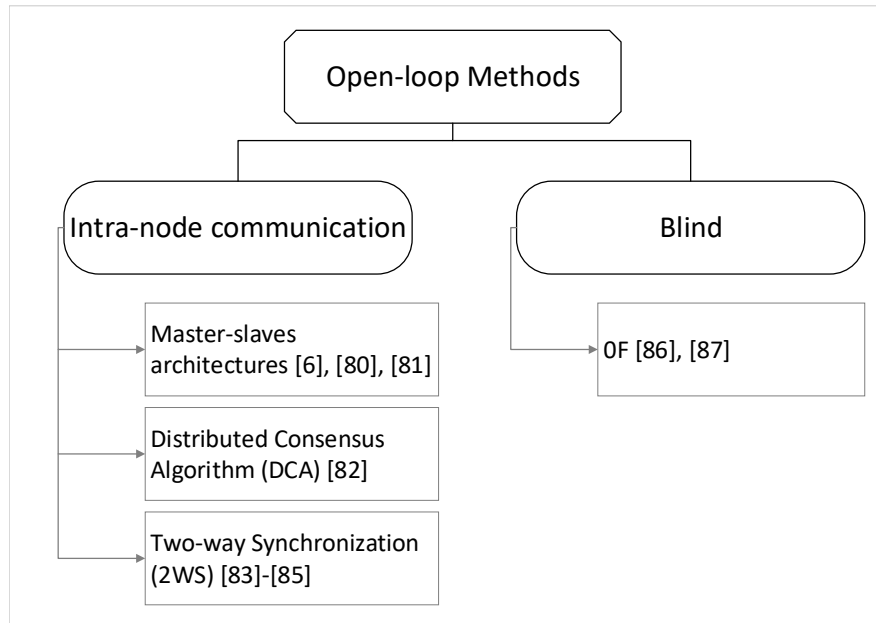 Open-loop Methods
Intra-node communication
Blind
Master-slaves
architectures [6], [80], [81]
0F [86], [87]
Distributed Consensus
Algorithm (DCA) [82]
Two-way Synchronization
(2WS) [83]-[85]